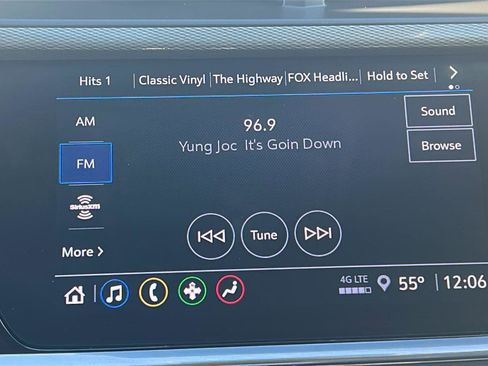 Hits 1 Classic Vinyl The Highway FOX Headli... Hold to Set
AM
96.9
Sound
FM
Yung Joc It's Goin Down
Browse
SiriusXM
Tune
More >
4G LTE
55° 12:06